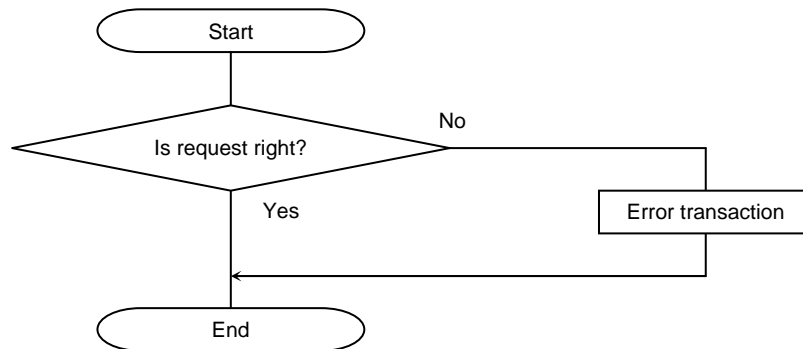 Start
No
Is request right?
Yes
Error transaction
End